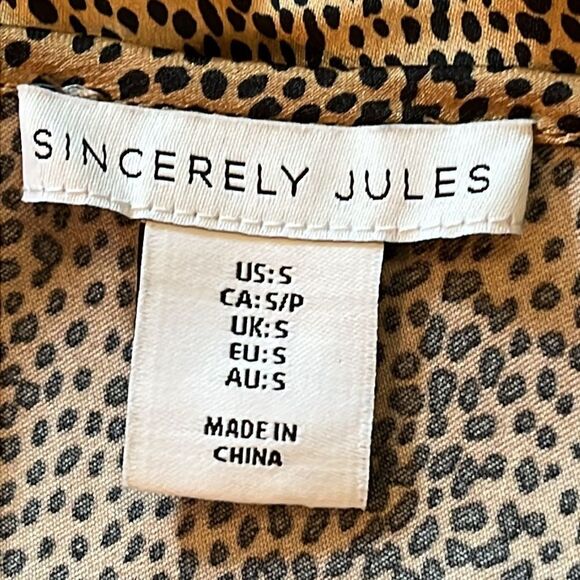 SINCERELY JULES
US: S
CA: S/P
UK: S
EU: S
AU: S
MADE IN
CHINA